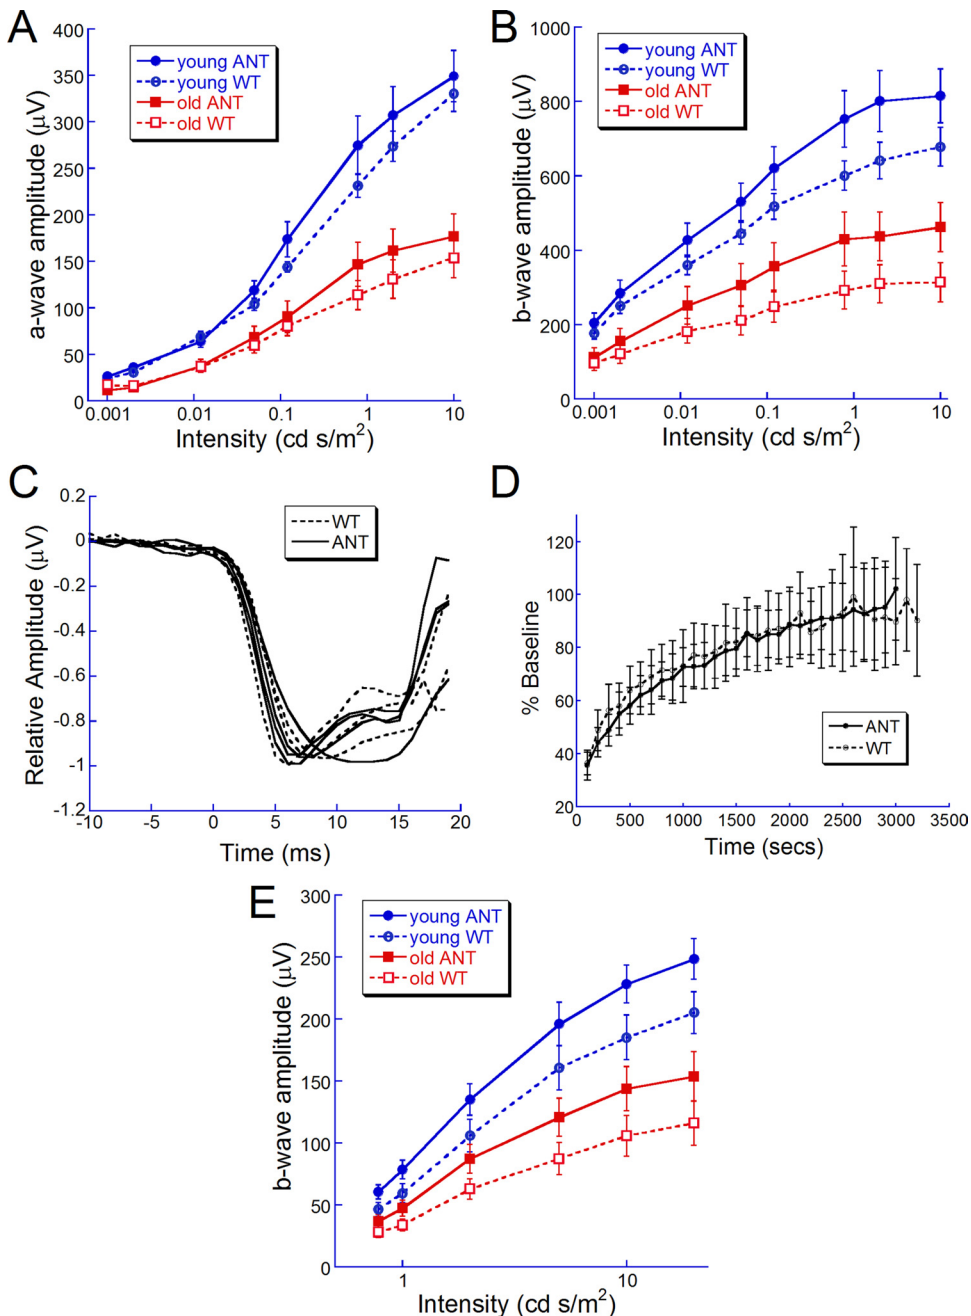 A
a-wave amplitude (µV)
400
350
300
250
200
150
100
50
0
young ANT
young WT
old ANT
old WT
0.001
0.01
0.1
1
10
Intensity (cd s/m²)
B
b-wave amplitude (µV)
1000
800
600
400
200
0
young ANT
young WT
old ANT
old WT
0.001
0.01
0.1
1
10
Intensity (cd s/m²)
C
Relative Amplitude (µV)
0.2
0
-0.2
-0.4
-0.6
-0.8
-1
-1.2
WT
ANT
-10
-5
0
5
10
15
20
Time (ms)
D
% Baseline
120
100
80
60
40
20
ANT
WT
0
500
1000
1500
2000
2500
3000
3500
Time (secs)
E
b-wave amplitude (µV)
300
250
200
150
100
50
0
young ANT
young WT
old ANT
old WT
1
10
Intensity (cd s/m²)